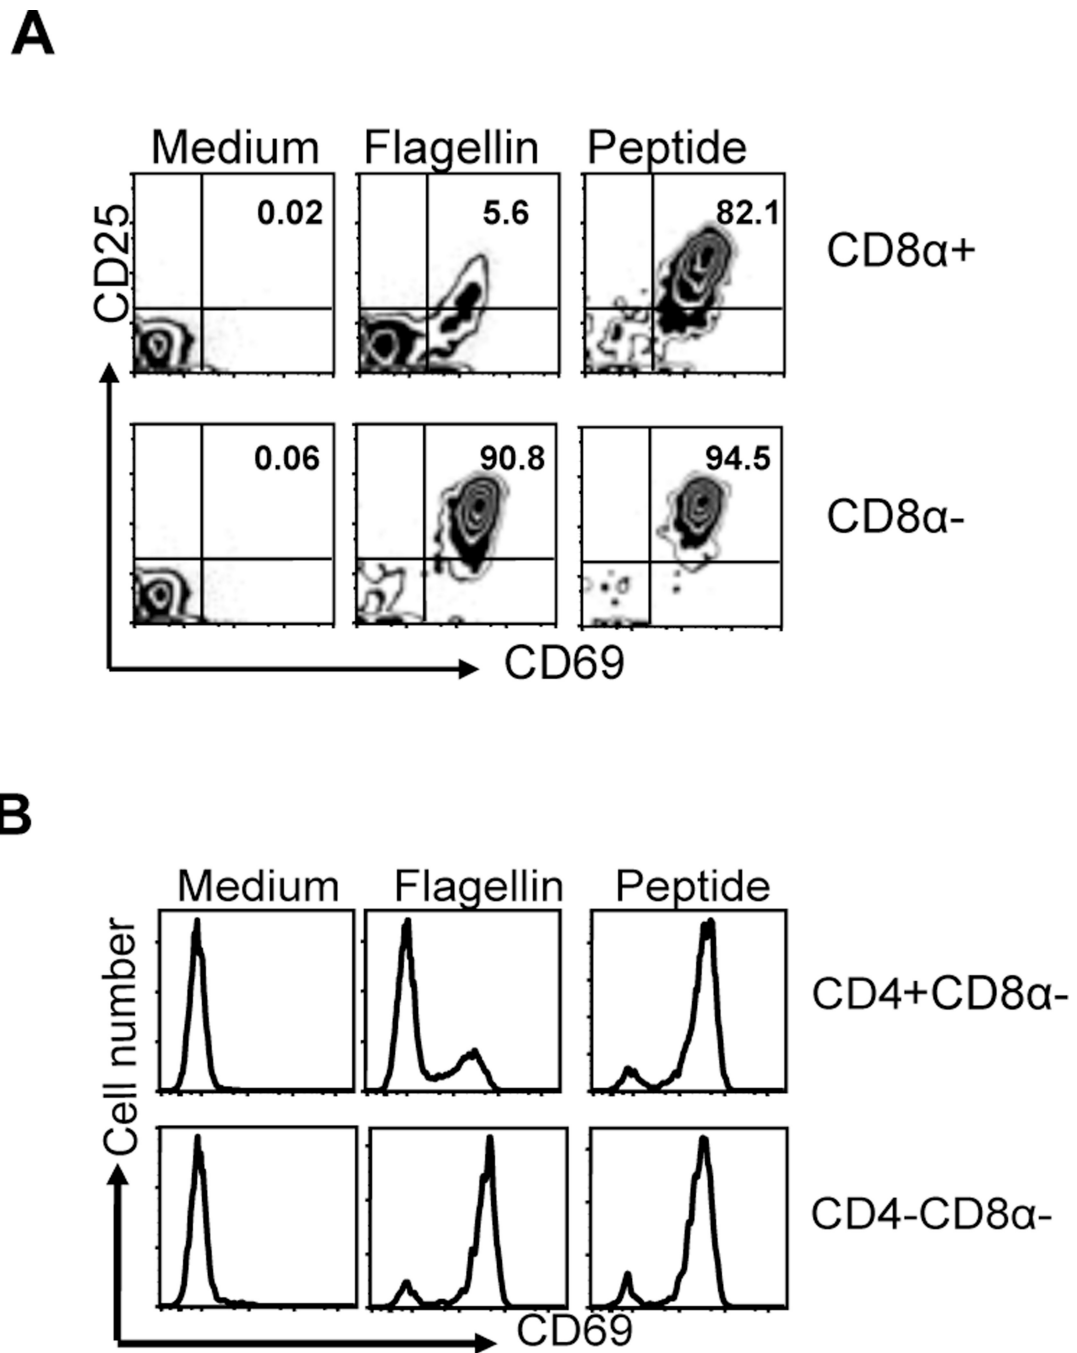 A
Medium Flagellin Peptide
CD25
0.02 5.6 82.1
CD8α+
0.06 90.8 94.5
CD8α-
CD69
B
Medium Flagellin Peptide
Cell number
CD4+CD8α-
CD4-CD8α-
CD69